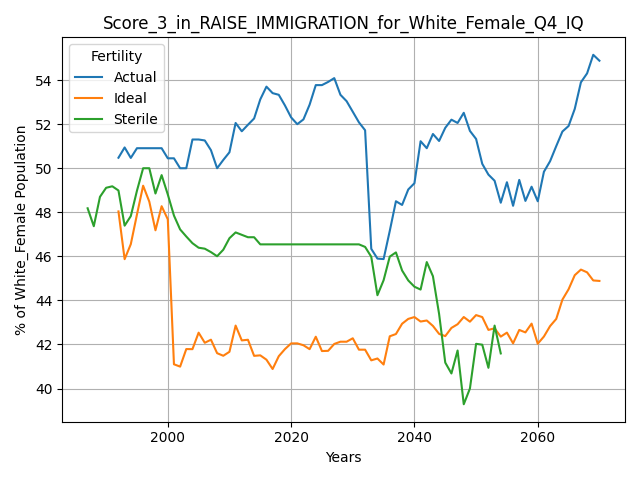 Score_3_in_RAISE_IMMIGRATION_for_White_Female_Q4_IQ
Fertility
Actual
Ideal
Sterile
% of White_Female Population
54
52
50
48
46
44
42
40
2000
2020
2040
2060
Years